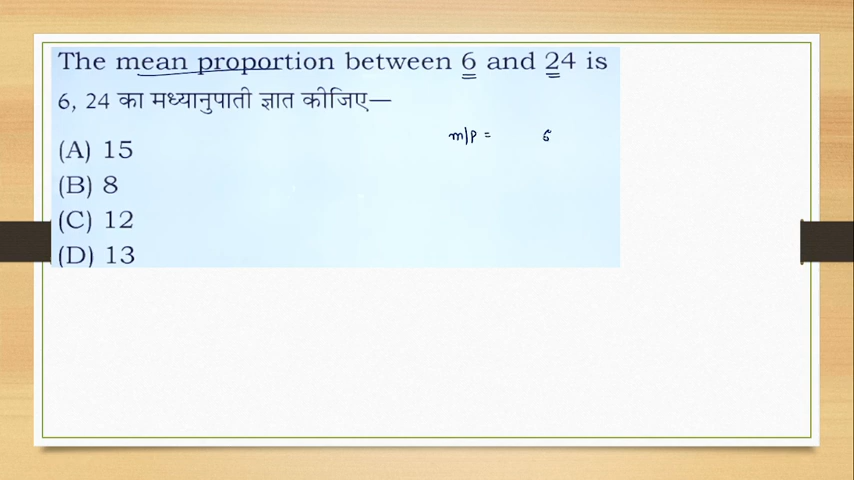 The mean proportion between 6 and 24 is
6, 24 का मध्यानुपाती ज्ञात कीजिए—
m/p = 6
(A) 15
(B) 8
(C) 12
(D) 13